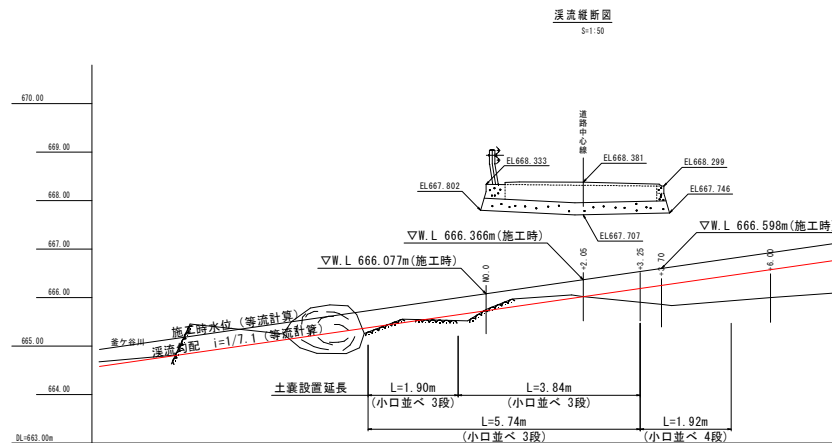 渓流縦断図
S=1:50
670.00
669.00
668.00
667.00
666.00
665.00
664.00
DL=663.00m
道路中心線
EL668.333
EL668.381
EL668.299
EL667.802
EL667.746
EL667.707
▽W.L 666.598m(施工時)
▽W.L 666.366m(施工時)
▽W.L 666.077m(施工時)
NO.0
+2.05
+3.25
+3.70
+6.00
釜ケ谷川
施工時水位(等流計算)
渓流勾配 i=1/7.1(等流計算)
土嚢設置延長
L=1.90m
(小口並べ 3段)
L=3.84m
(小口並べ 3段)
L=5.74m
(小口並べ 3段)
L=1.92m
(小口並べ 4段)